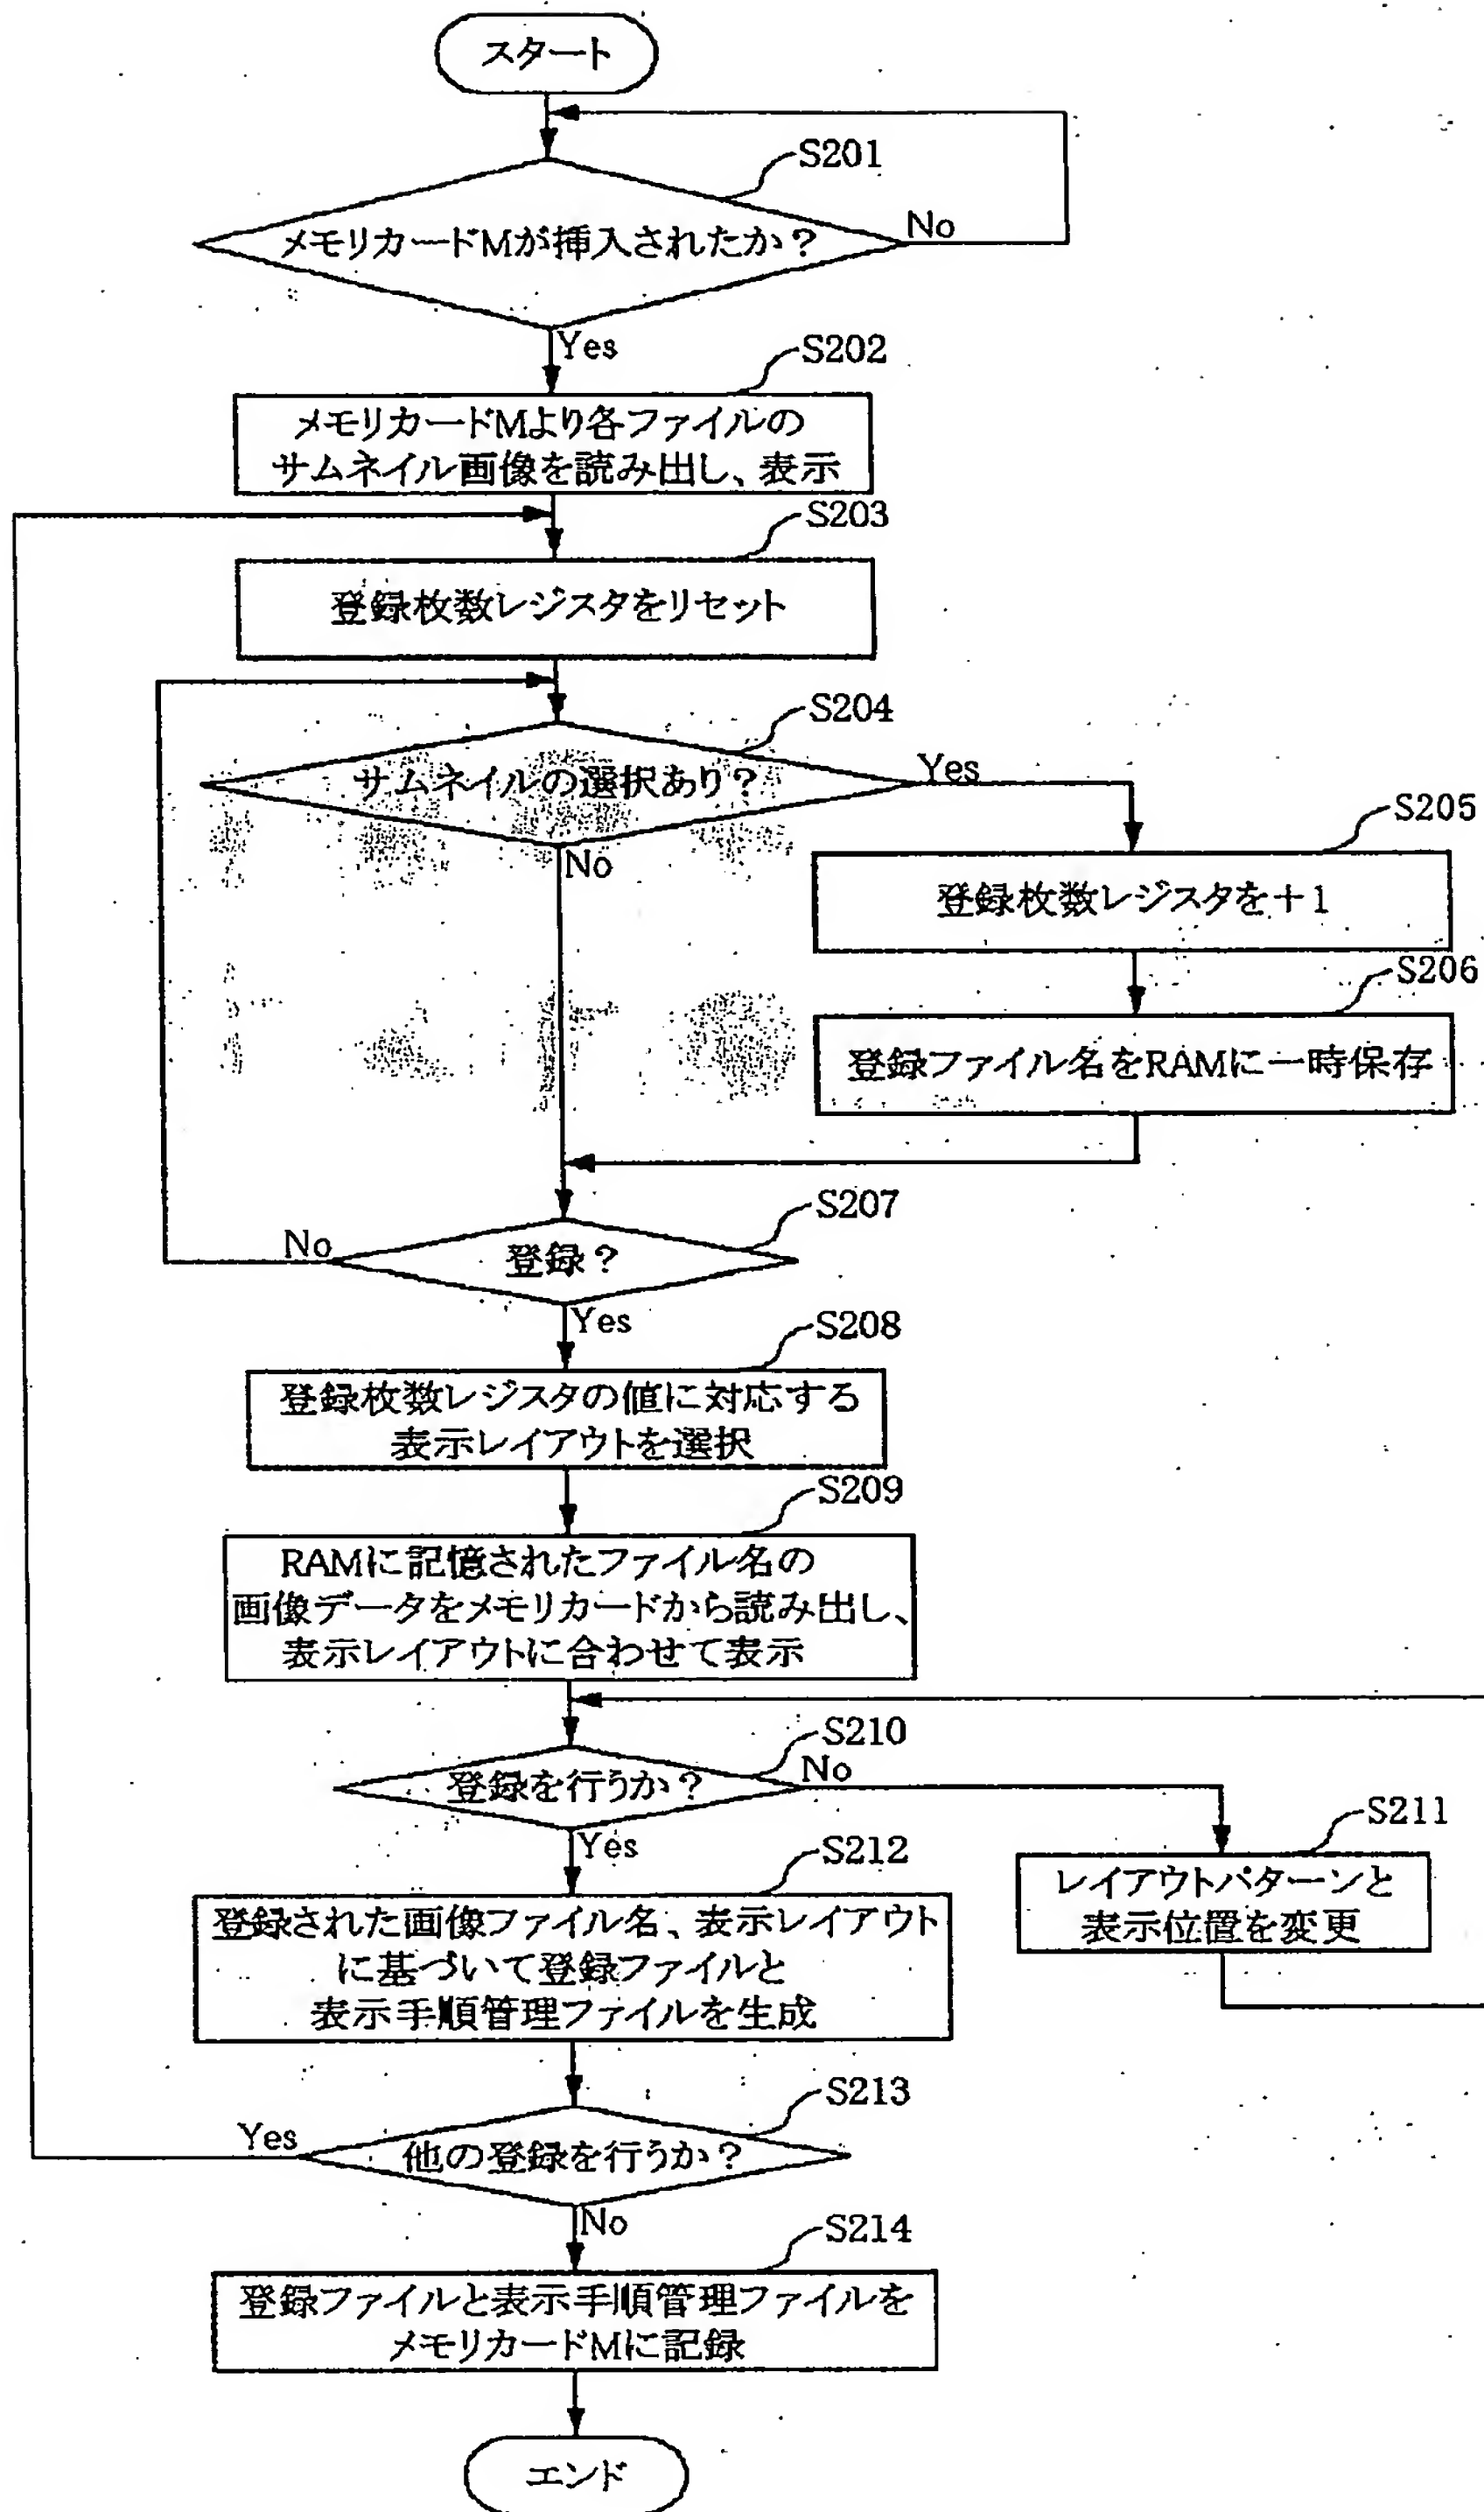 スタート
S201
メモリカードMが挿入されたか？
No
Yes
S202
メモリカードMより各ファイルの
サムネイル画像を読み出し、表示
S203
登録枚数レジスタをリセット
S204
サムネイルの選択あり？
Yes
No
S205
登録枚数レジスタを＋1
S206
登録ファイル名をRAMに一時保存
S207
登録？
No
Yes
S208
登録枚数レジスタの値に対応する
表示レイアウトを選択
S209
RAMに記憶されたファイル名の
画像データをメモリカードから読み出し、
表示レイアウトに合わせて表示
S210
登録を行うか？
No
Yes
S211
レイアウトパターンと
表示位置を変更
S212
登録された画像ファイル名、表示レイアウト
に基づいて登録ファイルと
表示手順管理ファイルを生成
S213
他の登録を行うか？
Yes
No
S214
登録ファイルと表示手順管理ファイルを
メモリカードMに記録
エンド